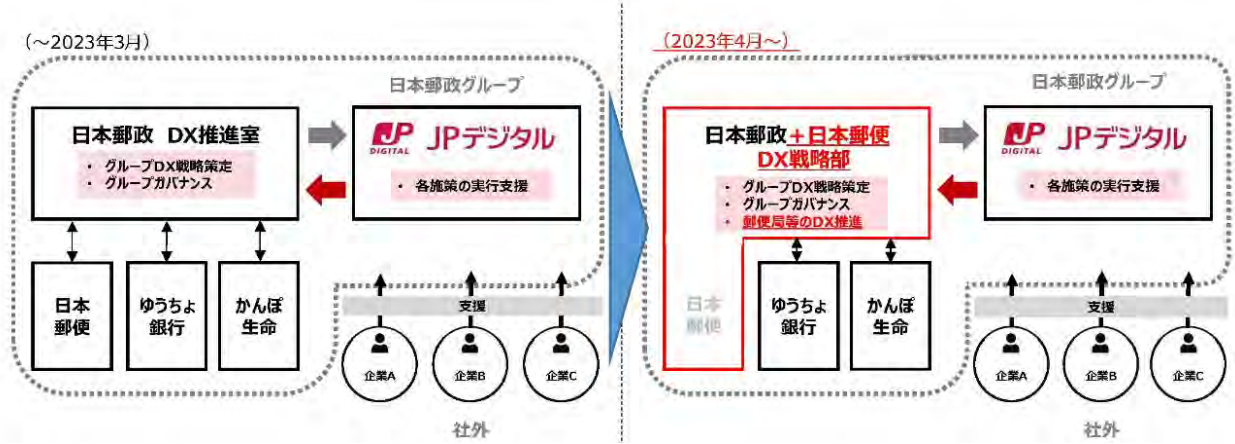 (～2023年3月)
日本郵政グループ
日本郵政 DX推進室
・ グループDX戦略策定
・ グループガバナンス
JP DIGITAL JPデジタル
・ 各施策の実行支援
日本
郵便
ゆうちょ
銀行
かんぽ
生命
支援
企業A
企業B
企業C
社外
(2023年4月～)
日本郵政グループ
日本郵政+日本郵便
DX戦略部
・ グループDX戦略策定
・ グループガバナンス
・ 郵便局等のDX推進
JP DIGITAL JPデジタル
・ 各施策の実行支援
日本
郵便
ゆうちょ
銀行
かんぽ
生命
支援
企業A
企業B
企業C
社外